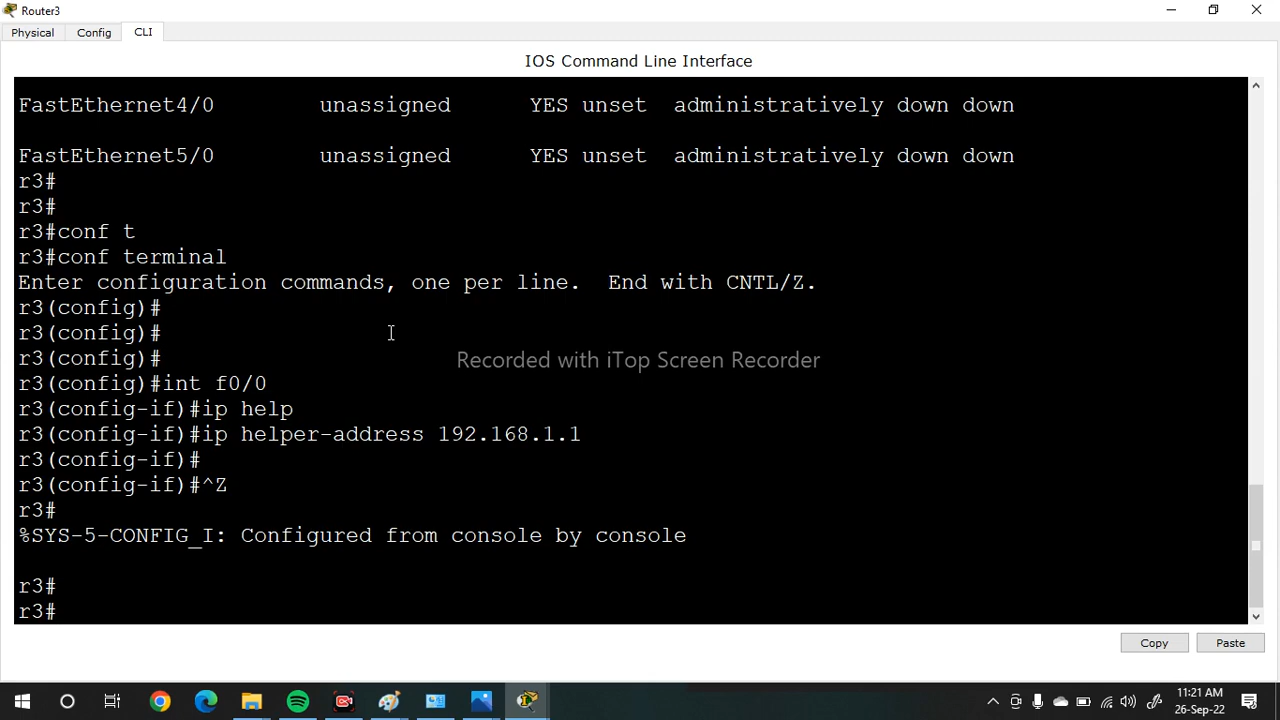 Router3
Physical Config CLI
IOS Command Line Interface
FastEthernet4/0 unassigned YES unset administratively down down
FastEthernet5/0 unassigned YES unset administratively down down
r3#
r3#
r3#conf t
r3#conf terminal
Enter configuration commands, one per line. End with CNTL/Z.
r3(config)#
r3(config)#
r3(config)#
Recorded with iTop Screen Recorder
r3(config)#int f0/0
r3(config-if)#ip help
r3(config-if)#ip helper-address 192.168.1.1
r3(config-if)#
r3(config-if)#^Z
r3#
%SYS-5-CONFIG_I: Configured from console by console
r3#
r3#
Copy Paste
11:21 AM
26-Sep-22